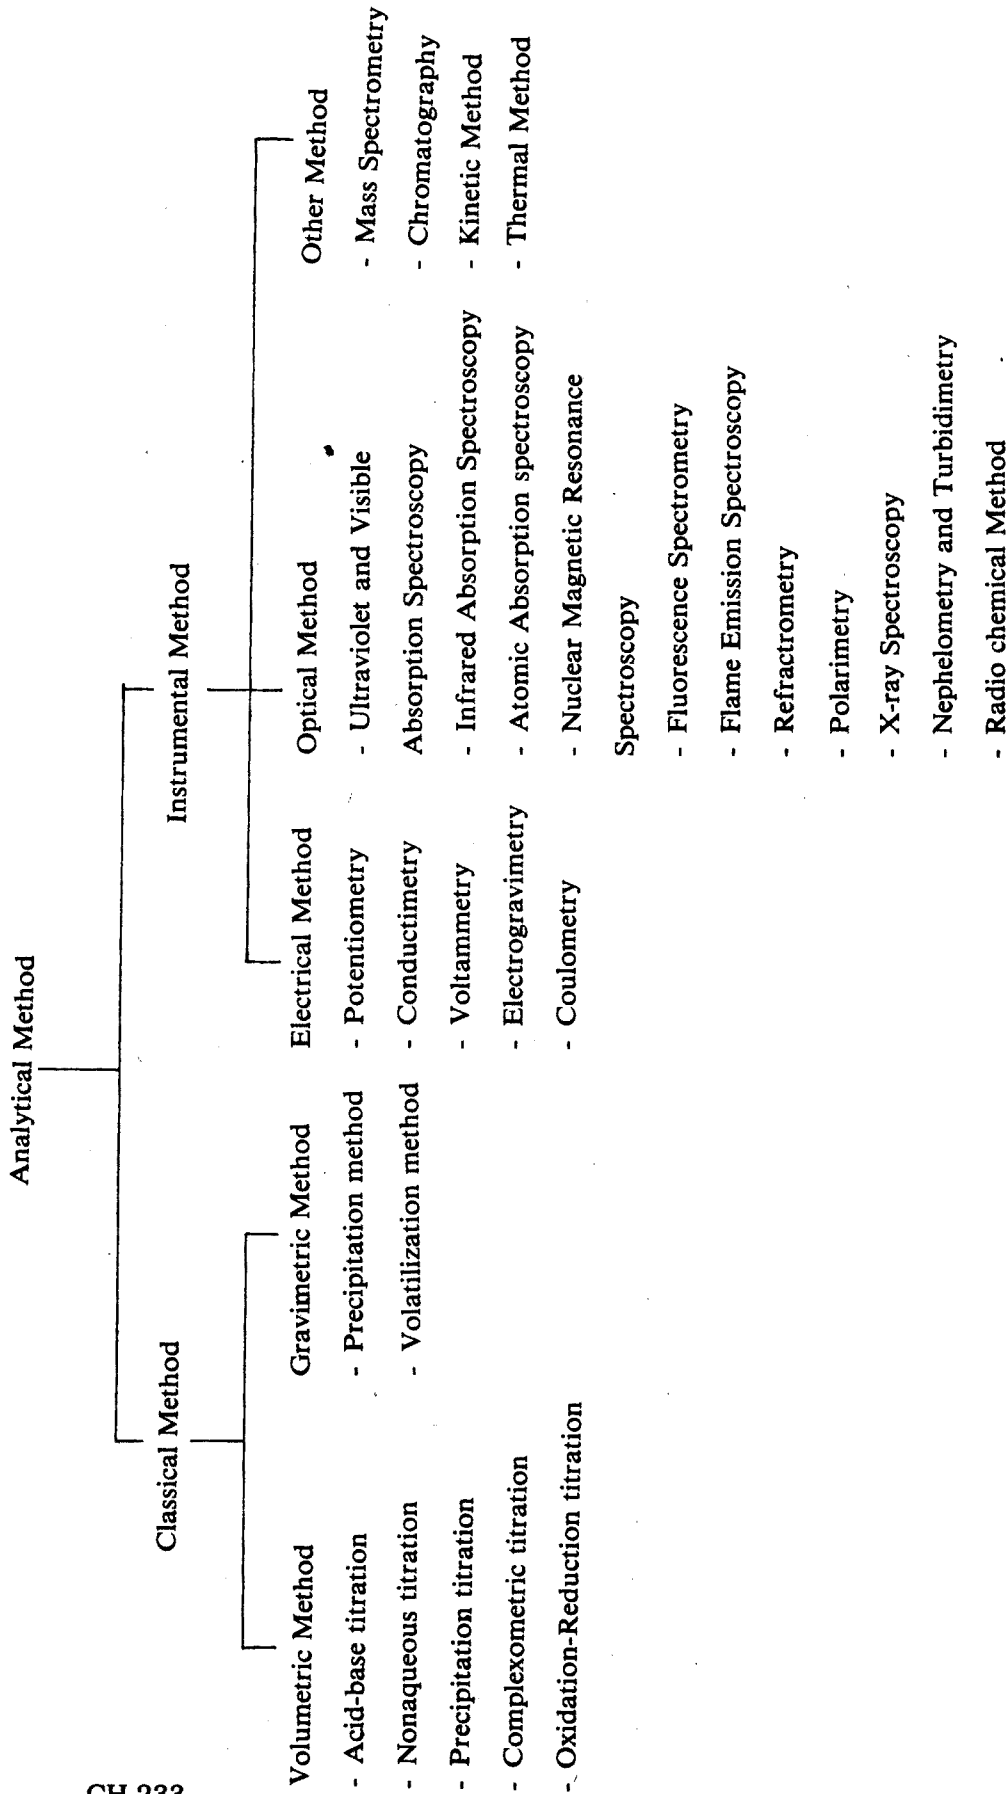 Analytical Method
Classical Method
Instrumental Method
Volumetric Method
- Acid-base titration
- Nonaqueous titration
- Precipitation titration
- Complexometric titration
- Oxidation-Reduction titration
Gravimetric Method
- Precipitation method
- Volatilization method
Electrical Method
- Potentiometry
- Conductimetry
- Voltammetry
- Electrogravimetry
- Coulometry
Optical Method
- Ultraviolet and Visible
Absorption Spectroscopy
- Infrared Absorption Spectroscopy
- Atomic Absorption spectroscopy
- Nuclear Magnetic Resonance
Spectroscopy
- Fluorescence Spectrometry
- Flame Emission Spectroscopy
- Refractrometry
- Polarimetry
- X-ray Spectroscopy
- Nephelometry and Turbidimetry
- Radio chemical Method
Other Method
- Mass Spectrometry
- Chromatography
- Kinetic Method
- Thermal Method
CH 233